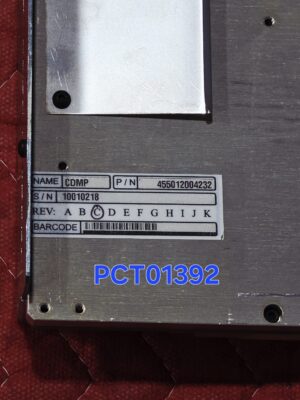 NAME CDMP P/N 455012004232
S/N 10010218
REV: A B C D E F G H I J K
BARCODE
PCT01392